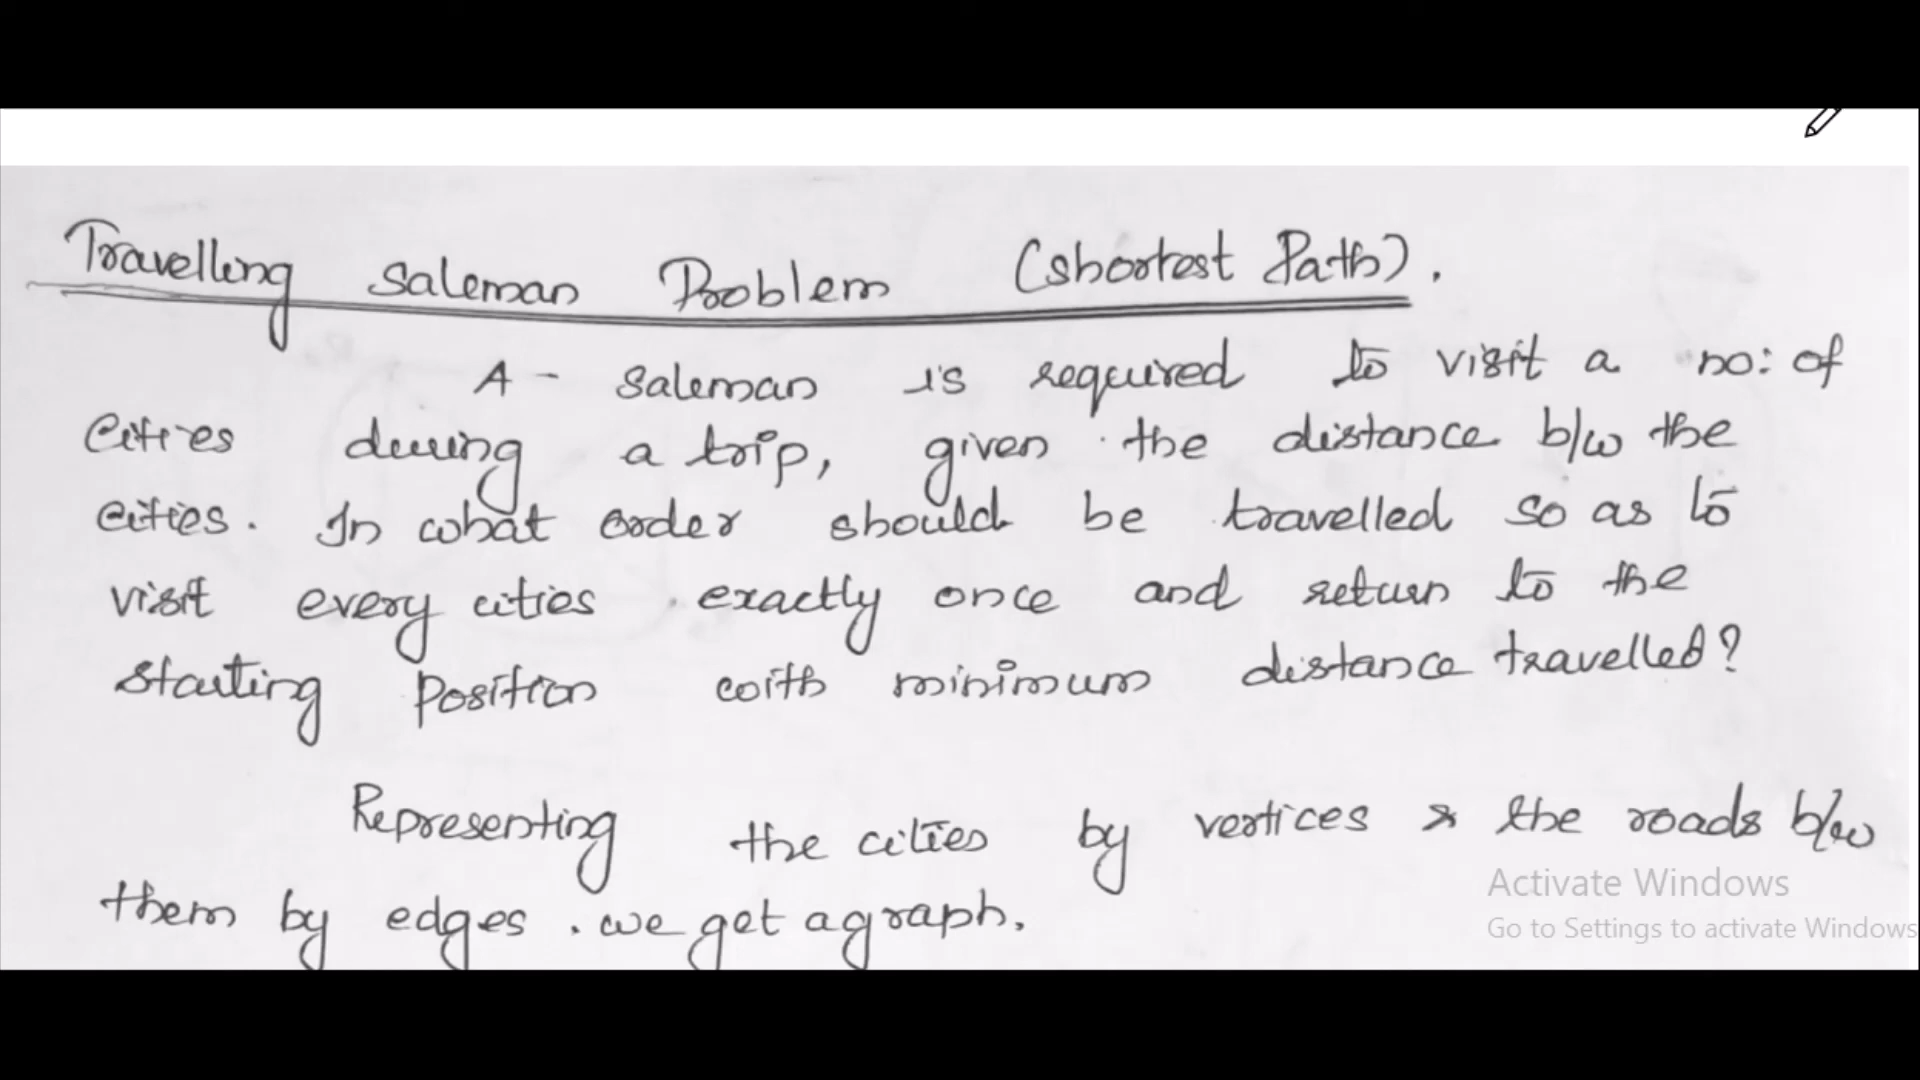 Travelling Saleman Problem (shortest Path).
A - saleman is required to visit a no: of
cities during a trip, given the distance b/w the
cities. In what order should be travelled so as to
visit every cities exactly once and return to the
starting position with minimum distance travelled?
Representing the cities by vertices & the roads b/w
them by edges. we get a graph.
Activate Windows
Go to Settings to activate Windows